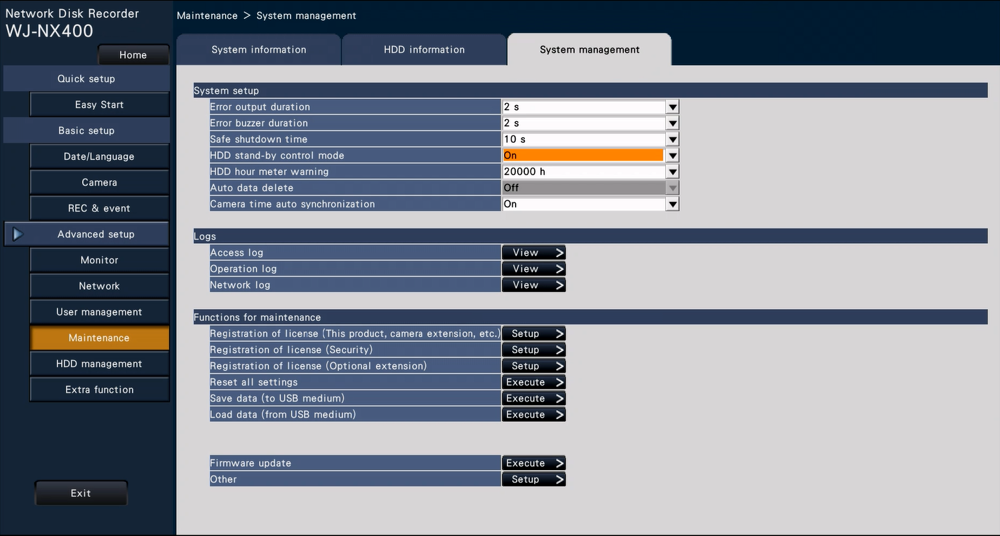 Network Disk Recorder
WJ-NX400
Home
Quick setup
Easy Start
Basic setup
Date/Language
Camera
REC & event
Advanced setup
Monitor
Network
User management
Maintenance
HDD management
Extra function
Exit
Maintenance > System management
System information HDD information System management
System setup
Error output duration 2 s
Error buzzer duration 2 s
Safe shutdown time 10 s
HDD stand-by control mode On
HDD hour meter warning 20000 h
Auto data delete Off
Camera time auto synchronization On
Logs
Access log View >
Operation log View >
Network log View >
Functions for maintenance
Registration of license (This product, camera extension, etc.) Setup >
Registration of license (Security) Setup >
Registration of license (Optional extension) Setup >
Reset all settings Execute >
Save data (to USB medium) Execute >
Load data (from USB medium) Execute >
Firmware update Execute >
Other Setup >